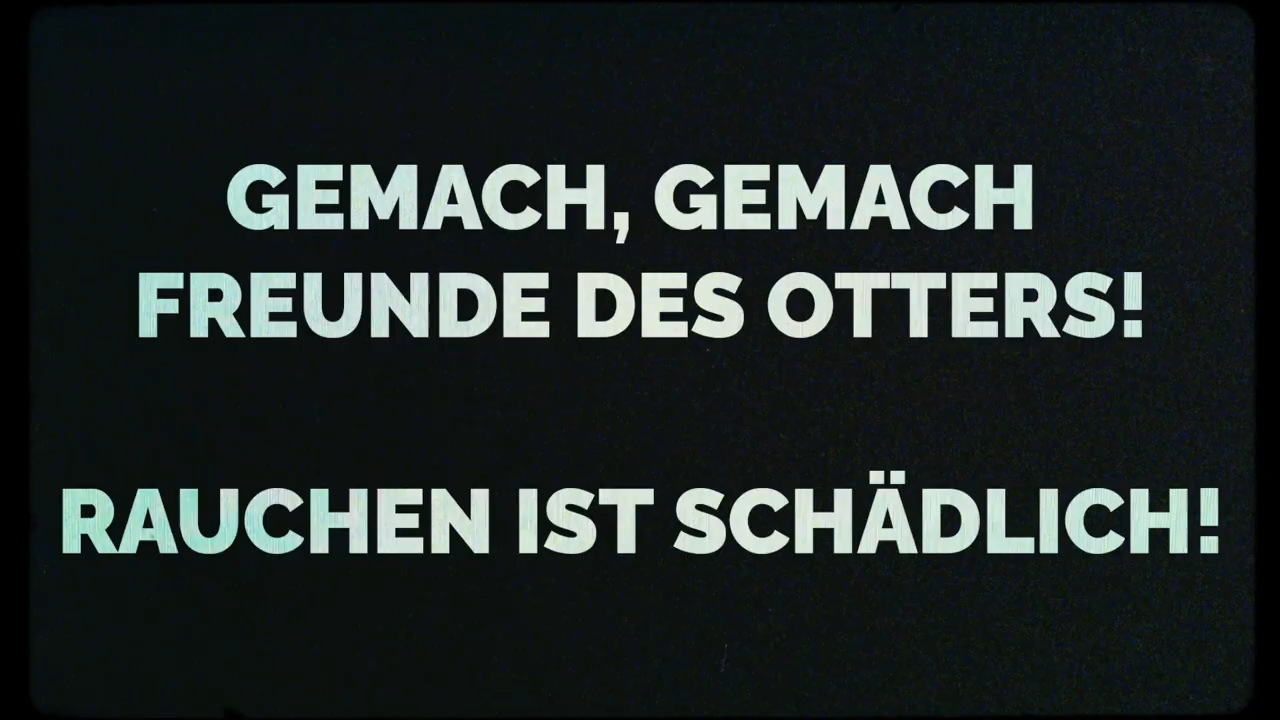 GEMACH, GEMACH
FREUNDE DES OTTERS!
RAUCHEN IST SCHÄDLICH!